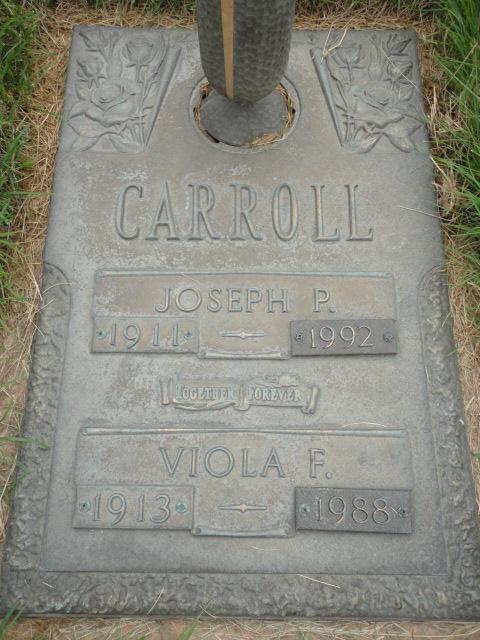 CARROLL
JOSEPH P.
1911 1992
TOGETHER FOREVER
VIOLA F.
1913 1988